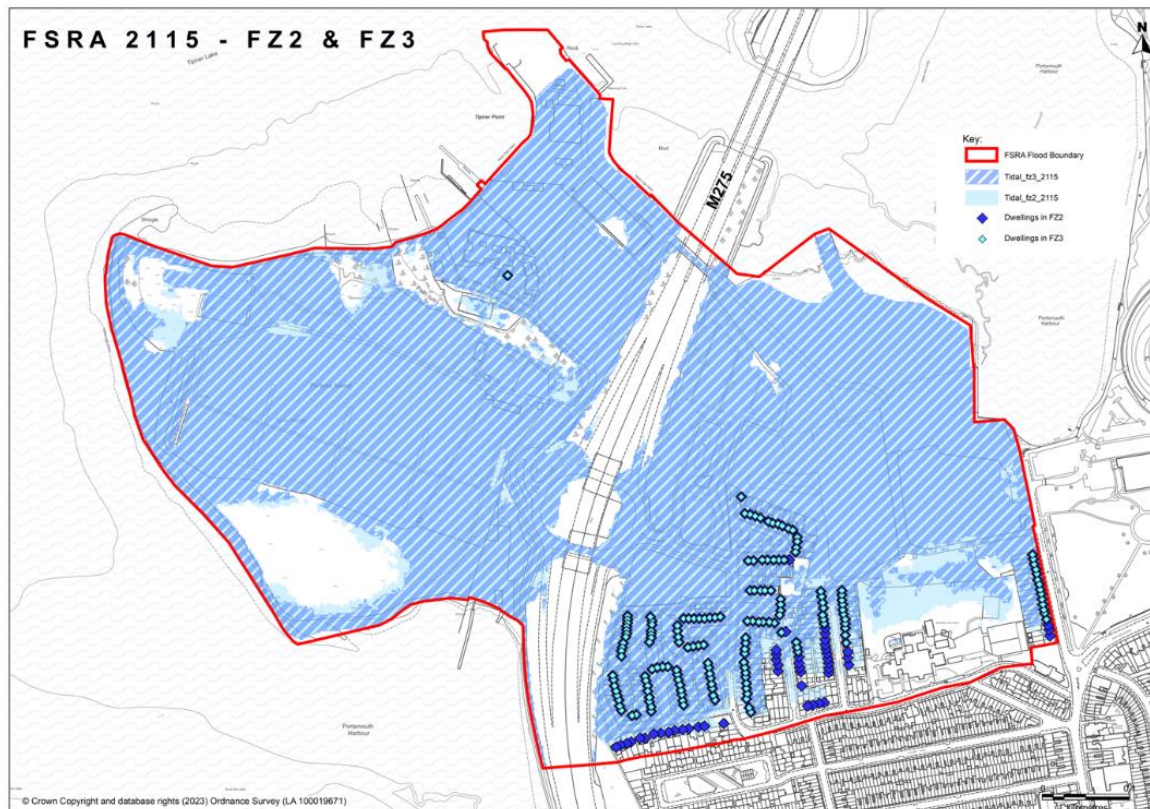 FSRA 2115 - FZ2 & FZ3
N
Tipner Lake
Portsmouth
Harbour
Tipner Point
Mud
M275
Key:
FSRA Flood Boundary
Tidal_fz3_2115
Tidal_fz2_2115
Dwellings in FZ2
Dwellings in FZ3
Shingle
Portsmouth
Harbour
Portsmouth
Harbour
© Crown Copyright and database rights (2023) Ordnance Survey (LA 100019671)